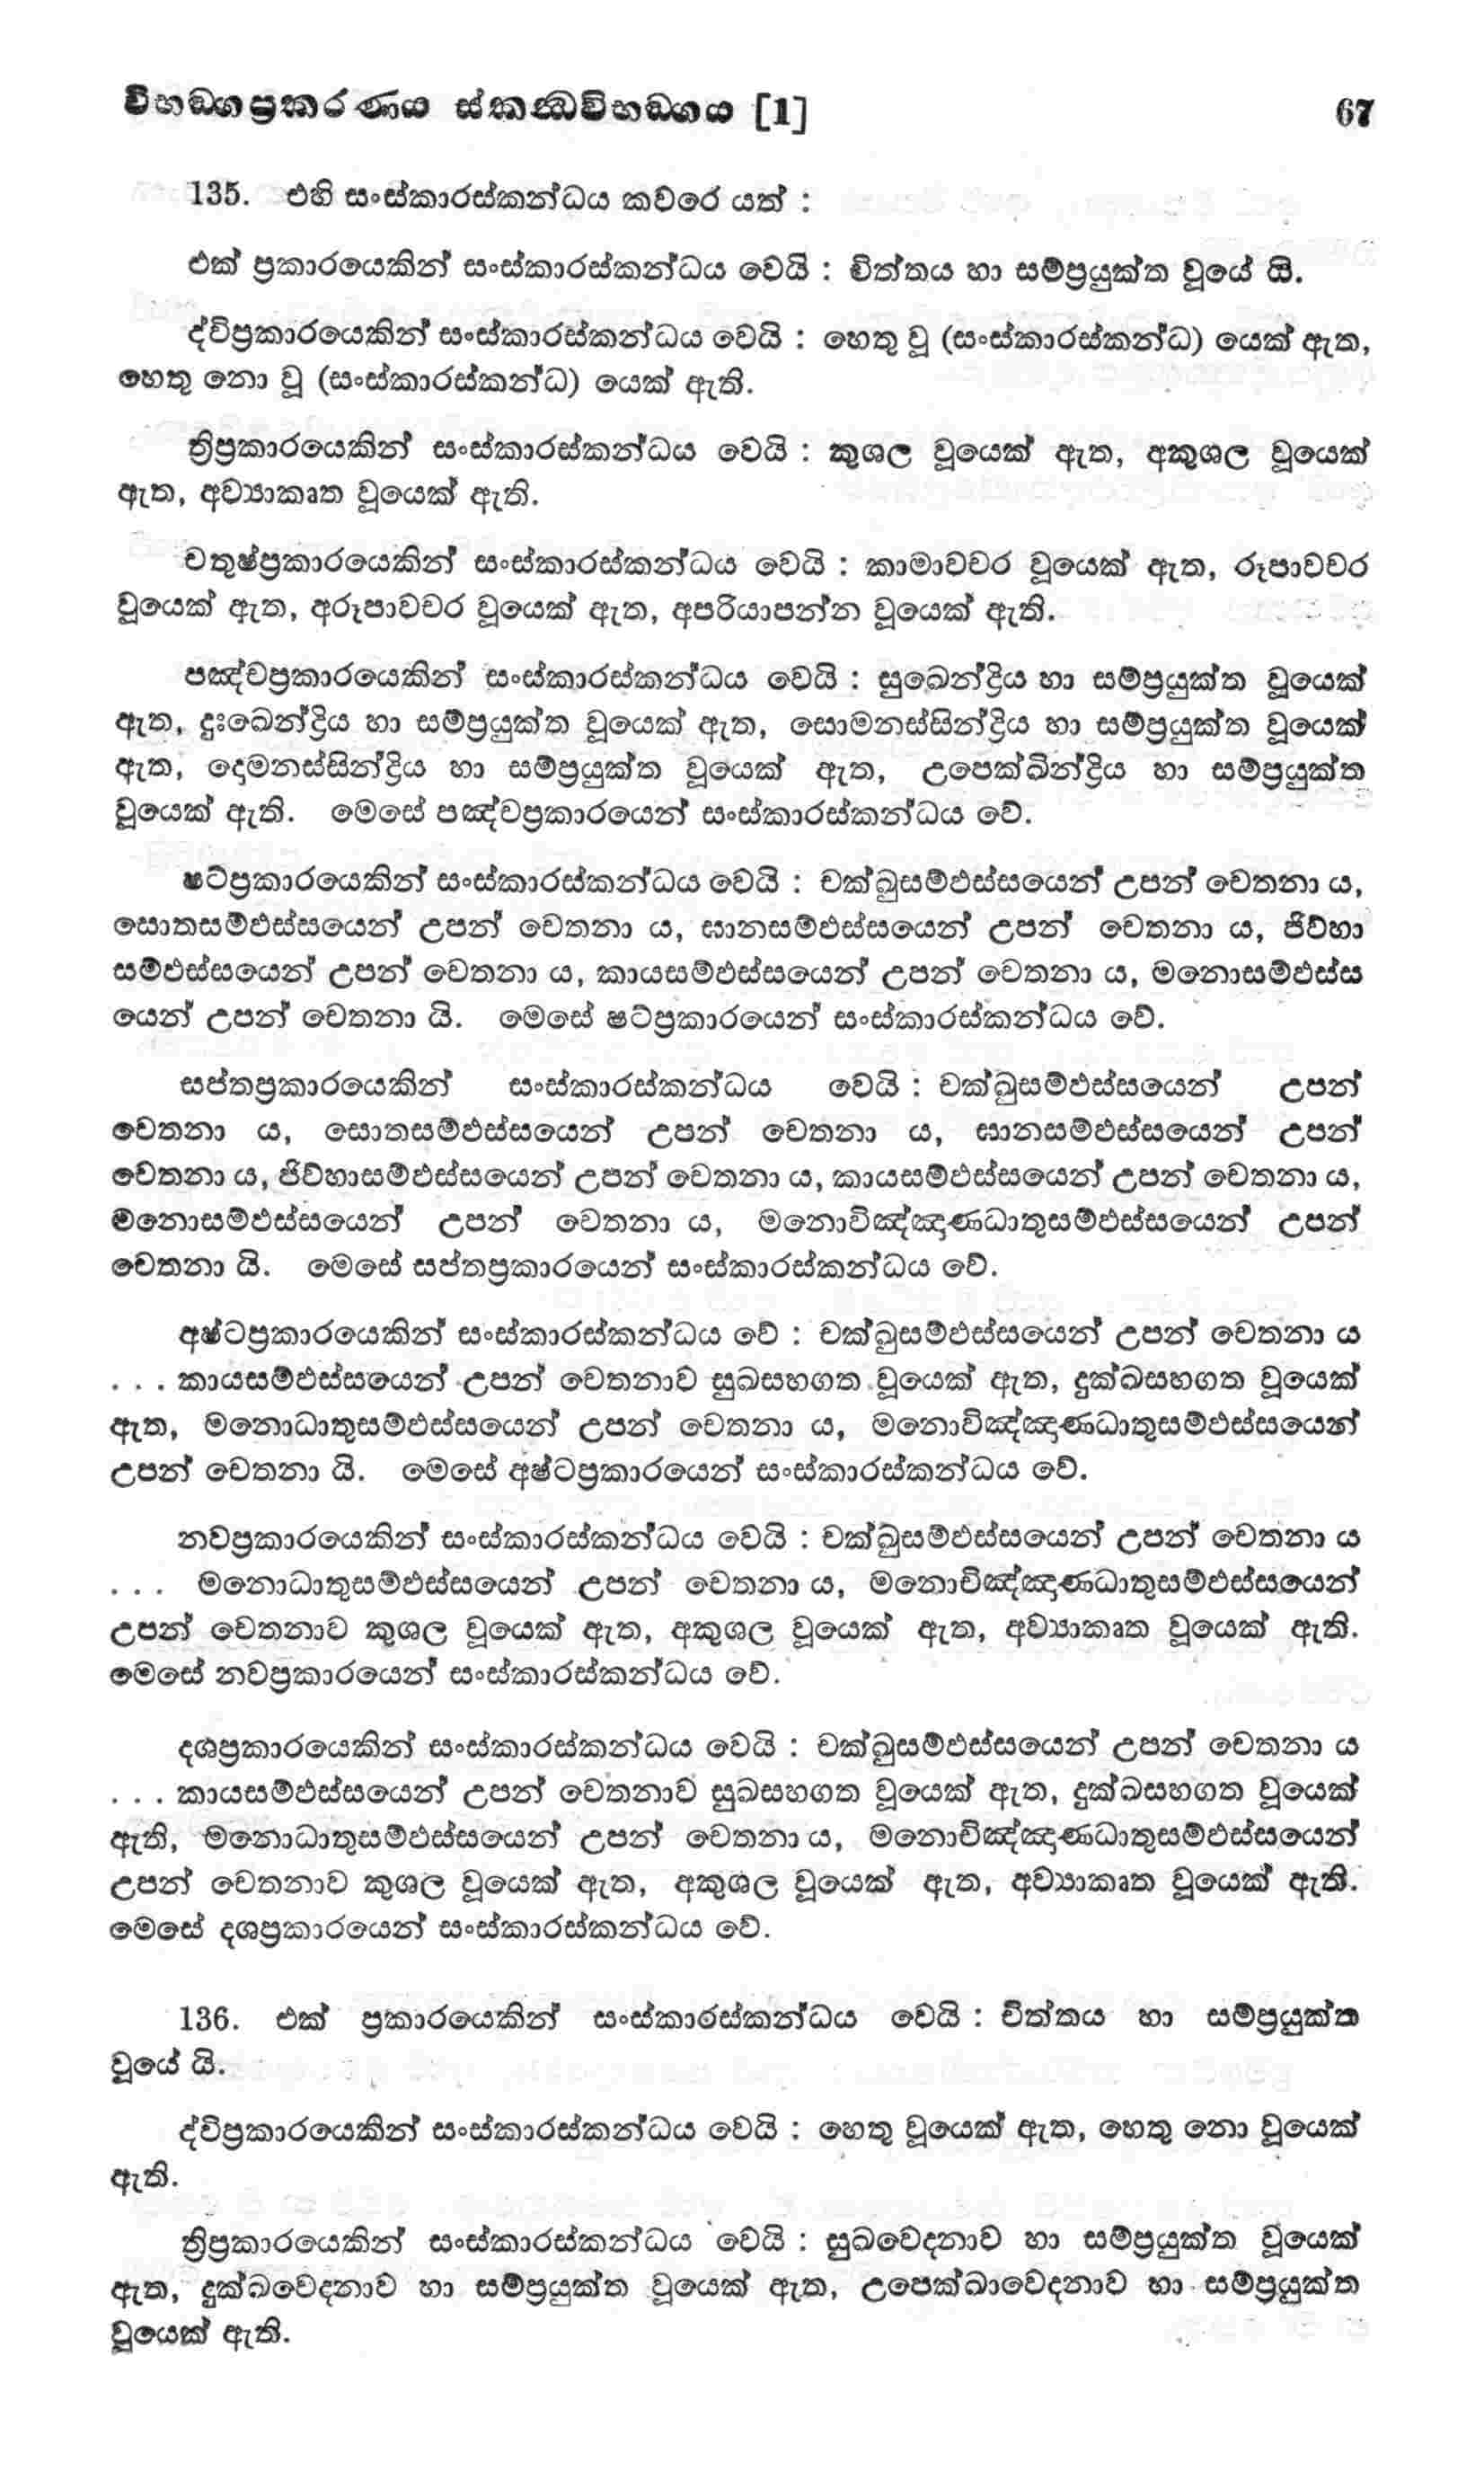 විභඞ්ගප්‍රකරණය ස්කන්‍ධවිභඞ්ගය [1] 67
135. එහි සංස්කාරස්කන්ධය කවරේ යත් :
එක් ප්‍රකාරයෙකින් සංස්කාරස්කන්ධය වෙයි : චිත්තය හා සම්ප්‍රයුක්ත වූයේ යි.
ද්විප්‍රකාරයෙකින් සංස්කාරස්කන්ධය වෙයි : හෙතු වූ (සංස්කාරස්කන්ධ) යෙක් ඇත,
හෙතු නො වූ (සංස්කාරස්කන්ධ) යෙක් ඇති.
ත්‍රිප්‍රකාරයෙකින් සංස්කාරස්කන්ධය වෙයි : කුශල වූයෙක් ඇත, අකුශල වූයෙක්
ඇත, අව්‍යාකෘත වූයෙක් ඇති.
චතුෂ්ප්‍රකාරයෙකින් සංස්කාරස්කන්ධය වෙයි : කාමාවචර වූයෙක් ඇත, රූපාවචර
වූයෙක් ඇත, අරූපාවචර වූයෙක් ඇත, අපරියාපන්න වූයෙක් ඇති.
පඤ්චප්‍රකාරයෙකින් සංස්කාරස්කන්ධය වෙයි : සුඛෙන්ද්‍රිය හා සම්ප්‍රයුක්ත වූයෙක්
ඇත, දුඃඛෙන්ද්‍රිය හා සම්ප්‍රයුක්ත වූයෙක් ඇත, සොමනස්සින්ද්‍රිය හා සම්ප්‍රයුක්ත වූයෙක්
ඇත, දොමනස්සින්ද්‍රිය හා සම්ප්‍රයුක්ත වූයෙක් ඇත, උපෙක්ඛින්ද්‍රිය හා සම්ප්‍රයුක්ත
වූයෙක් ඇති. මෙසේ පඤ්චප්‍රකාරයෙන් සංස්කාරස්කන්ධය වේ.
ෂට්ප්‍රකාරයෙකින් සංස්කාරස්කන්ධය වෙයි : චක්ඛුසම්ඵස්සයෙන් උපන් චෙතනා ය,
සොතසම්ඵස්සයෙන් උපන් චෙතනා ය, ඝානසම්ඵස්සයෙන් උපන් චෙතනා ය, ජිව්හා
සම්ඵස්සයෙන් උපන් චෙතනා ය, කායසම්ඵස්සයෙන් උපන් චෙතනා ය, මනොසම්ඵස්ස
යෙන් උපන් චෙතනා යි. මෙසේ ෂට්ප්‍රකාරයෙන් සංස්කාරස්කන්ධය වේ.
සප්තප්‍රකාරයෙකින් සංස්කාරස්කන්ධය වෙයි : චක්ඛුසම්ඵස්සයෙන් උපන්
චෙතනා ය, සොතසම්ඵස්සයෙන් උපන් චෙතනා ය, ඝානසම්ඵස්සයෙන් උපන්
චෙතනා ය, ජිව්හාසම්ඵස්සයෙන් උපන් චෙතනා ය, කායසම්ඵස්සයෙන් උපන් චෙතනා ය,
මනොසම්ඵස්සයෙන් උපන් චෙතනා ය, මනොවිඤ්ඤාණධාතුසම්ඵස්සයෙන් උපන්
චෙතනා යි. මෙසේ සප්තප්‍රකාරයෙන් සංස්කාරස්කන්ධය වේ.
අෂ්ටප්‍රකාරයෙකින් සංස්කාරස්කන්ධය වේ : චක්ඛුසම්ඵස්සයෙන් උපන් චෙතනා ය
. . . කායසම්ඵස්සයෙන් උපන් චෙතනාව සුඛසහගත වූයෙක් ඇත, දුක්ඛසහගත වූයෙක්
ඇත, මනොධාතුසම්ඵස්සයෙන් උපන් චෙතනා ය, මනොවිඤ්ඤාණධාතුසම්ඵස්සයෙන්
උපන් චෙතනා යි. මෙසේ අෂ්ටප්‍රකාරයෙන් සංස්කාරස්කන්ධය වේ.
නවප්‍රකාරයෙකින් සංස්කාරස්කන්ධය වෙයි : චක්ඛුසම්ඵස්සයෙන් උපන් චෙතනා ය
. . . මනොධාතුසම්ඵස්සයෙන් උපන් චෙතනා ය, මනොවිඤ්ඤාණධාතුසම්ඵස්සයෙන්
උපන් චෙතනාව කුශල වූයෙක් ඇත, අකුශල වූයෙක් ඇත, අව්‍යාකෘත වූයෙක් ඇති.
මෙසේ නවප්‍රකාරයෙන් සංස්කාරස්කන්ධය වේ.
දශප්‍රකාරයෙකින් සංස්කාරස්කන්ධය වෙයි : චක්ඛුසම්ඵස්සයෙන් උපන් චෙතනා ය
. . . කායසම්ඵස්සයෙන් උපන් චෙතනාව සුඛසහගත වූයෙක් ඇත, දුක්ඛසහගත වූයෙක්
ඇති, මනොධාතුසම්ඵස්සයෙන් උපන් චෙතනා ය, මනොවිඤ්ඤාණධාතුසම්ඵස්සයෙන්
උපන් චෙතනාව කුශල වූයෙක් ඇත, අකුශල වූයෙක් ඇත, අව්‍යාකෘත වූයෙක් ඇති.
මෙසේ දශප්‍රකාරයෙන් සංස්කාරස්කන්ධය වේ.
136. එක් ප්‍රකාරයෙකින් සංස්කාරස්කන්ධය වෙයි : චිත්තය හා සම්ප්‍රයුක්ත
වූයේ යි.
ද්විප්‍රකාරයෙකින් සංස්කාරස්කන්ධය වෙයි : හෙතු වූයෙක් ඇත, හෙතු නො වූයෙක්
ඇති.
ත්‍රිප්‍රකාරයෙකින් සංස්කාරස්කන්ධය වෙයි : සුඛවෙදනාව හා සම්ප්‍රයුක්ත වූයෙක්
ඇත, දුක්ඛවෙදනාව හා සම්ප්‍රයුක්ත වූයෙක් ඇත, උපෙක්ඛාවෙදනාව හා සම්ප්‍රයුක්ත
වූයෙක් ඇති.